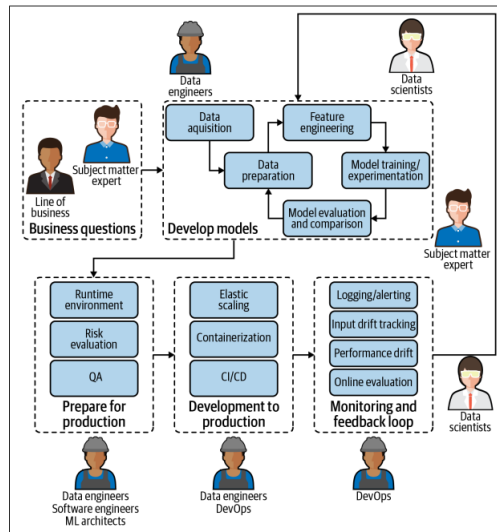 Data
engineers
Data
scientists
Subject matter
expert
Line of
business
Business questions
Data
aquisition
Feature
engineering
Data
preparation
Model training/
experimentation
Model evaluation
and comparison
Develop models
Subject matter
expert
Runtime
environment
Risk
evaluation
QA
Prepare for
production
Elastic
scaling
Containerization
CI/CD
Development to
production
Logging/alerting
Input drift tracking
Performance drift
Online evaluation
Monitoring and
feedback loop
Data
scientists
Data engineers
Software engineers
ML architects
Data engineers
DevOps
DevOps